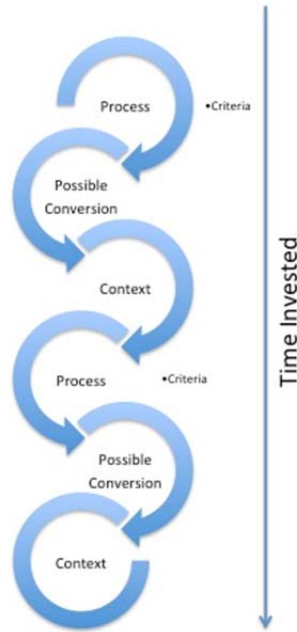 Process
•Criteria
Possible
Conversion
Context
Process
•Criteria
Possible
Conversion
Context
Time Invested